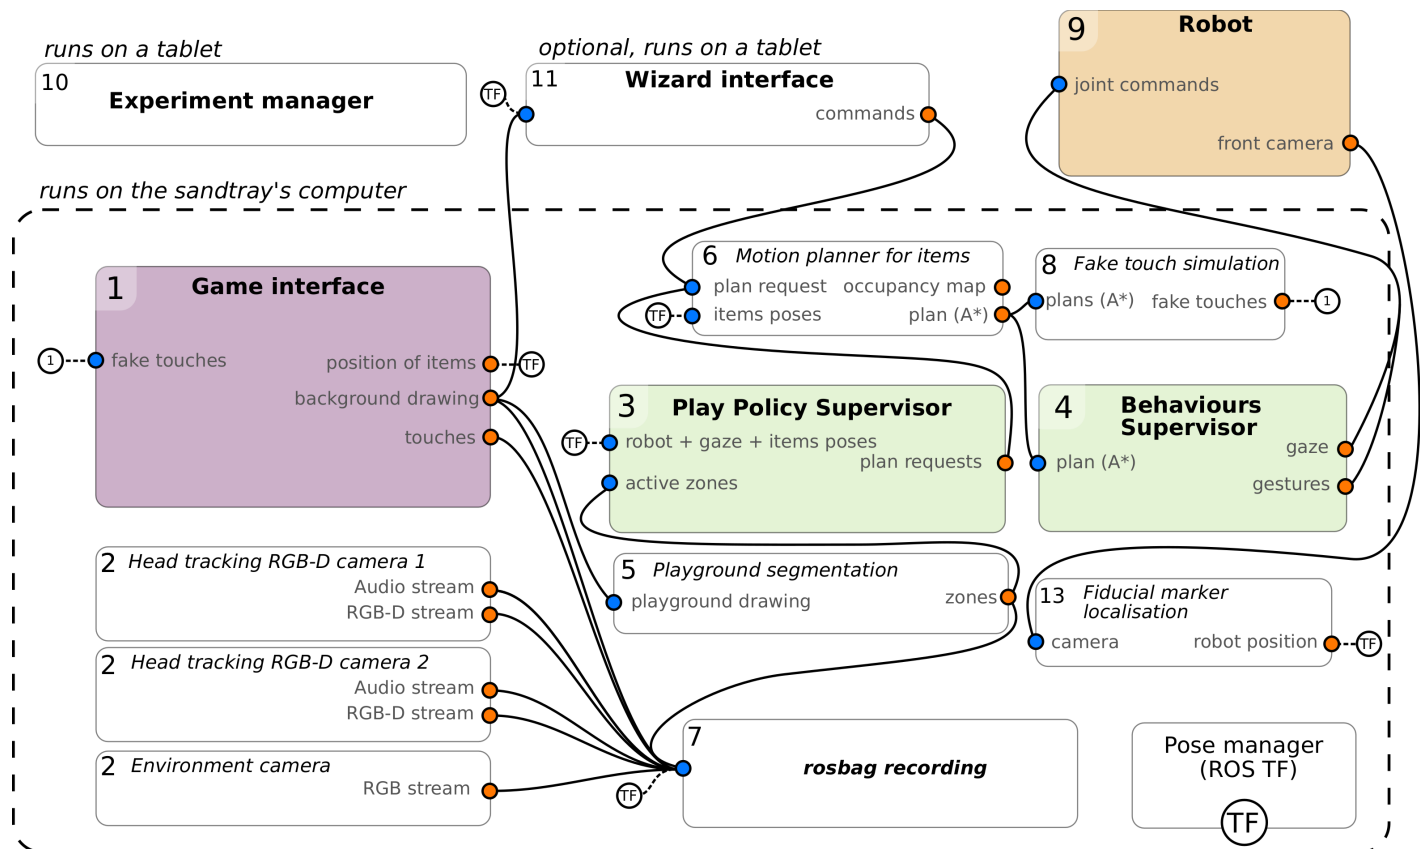 runs on a tablet
10
Experiment manager
optional, runs on a tablet
11
Wizard interface
TF
commands
9
Robot
joint commands
front camera
runs on the sandtray's computer
1
Game interface
1
fake touches
position of items
TF
background drawing
touches
6
Motion planner for items
plan request
occupancy map
TF
items poses
plan (A*)
8
Fake touch simulation
plans (A*)
fake touches
1
3
Play Policy Supervisor
TF
robot + gaze + items poses
plan requests
active zones
4
Behaviours
Supervisor
gaze
plan (A*)
gestures
2
Head tracking RGB-D camera 1
Audio stream
RGB-D stream
2
Head tracking RGB-D camera 2
Audio stream
RGB-D stream
2
Environment camera
RGB stream
5
Playground segmentation
playground drawing
zones
13
Fiducial marker
localisation
camera
robot position
TF
7
rosbag recording
TF
Pose manager
(ROS TF)
TF